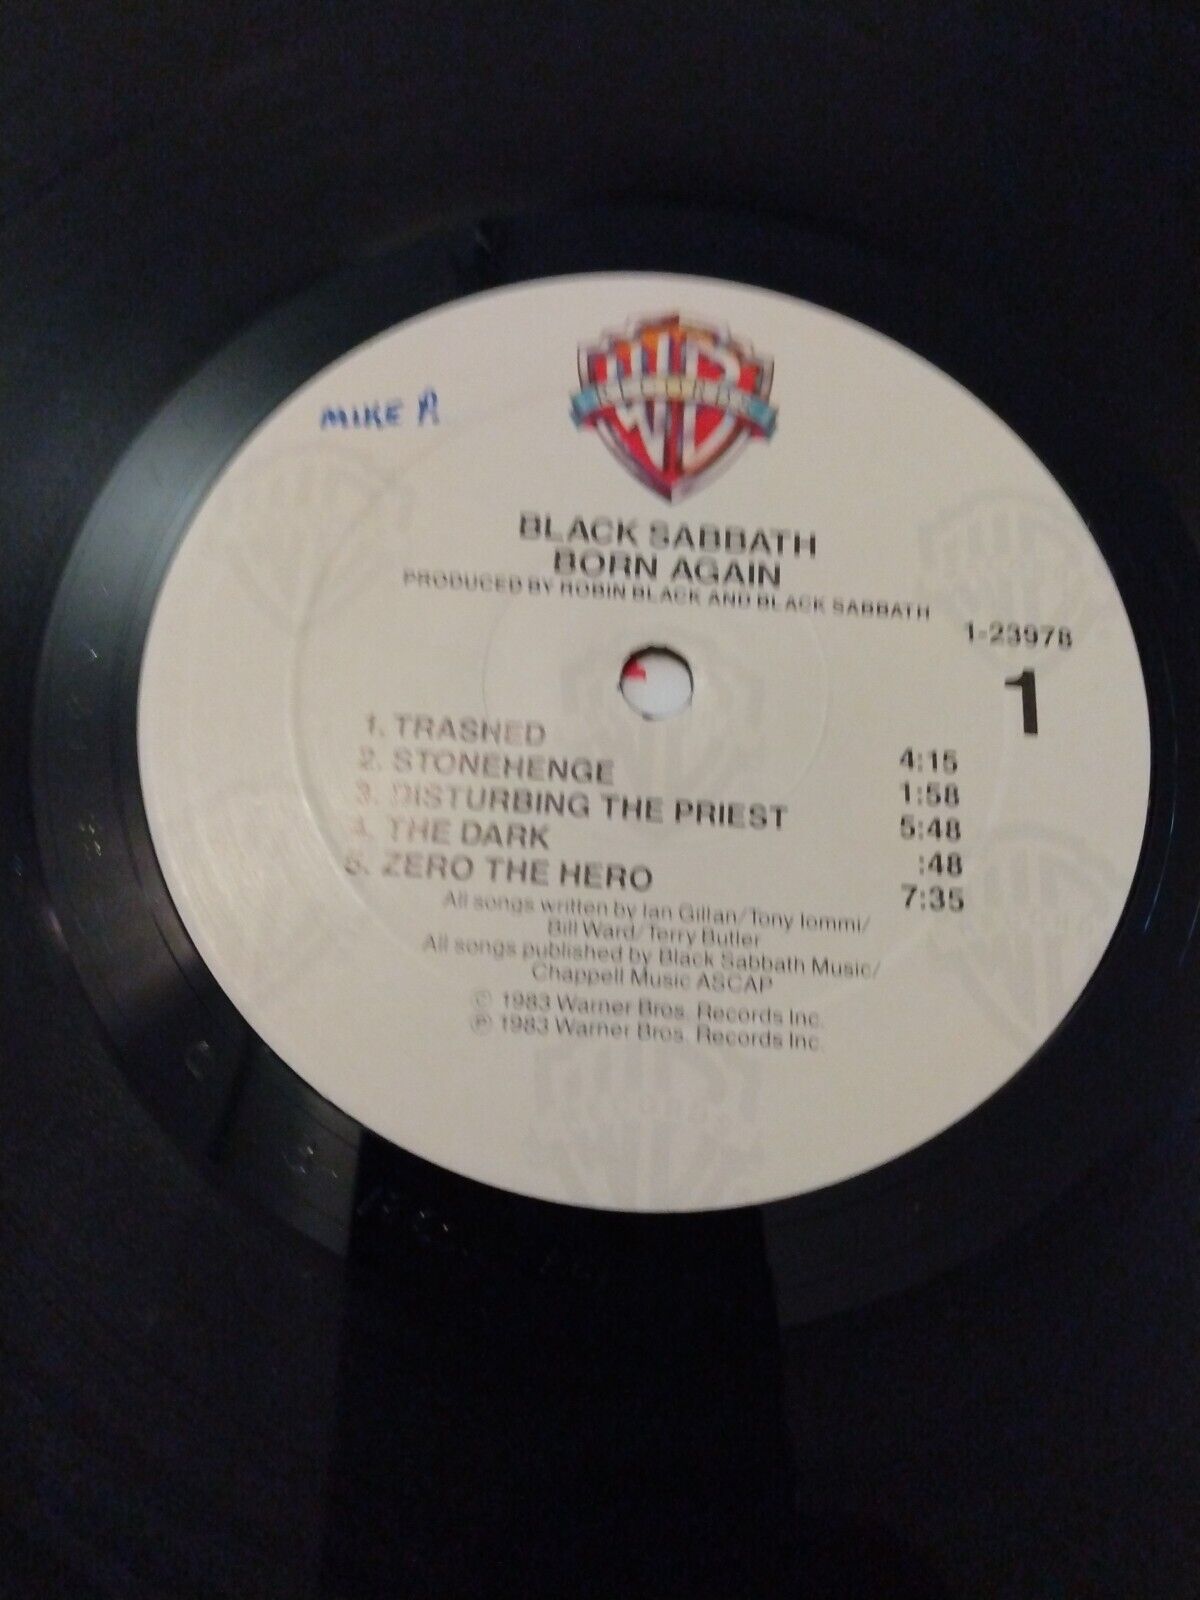 MIKE R
RECORDS
BLACK SABBATH
BORN AGAIN
PRODUCED BY ROBIN BLACK AND BLACK SABBATH
1-23978
1
1. TRASHED 4:15
2. STONEHENGE 1:58
3. DISTURBING THE PRIEST 5:48
4. THE DARK :48
5. ZERO THE HERO 7:35
All songs written by Ian Gillan/Tony Iommi/
Bill Ward/Terry Butler
All songs published by Black Sabbath Music/
Chappell Music ASCAP
© 1983 Warner Bros. Records Inc.
℗ 1983 Warner Bros. Records Inc.